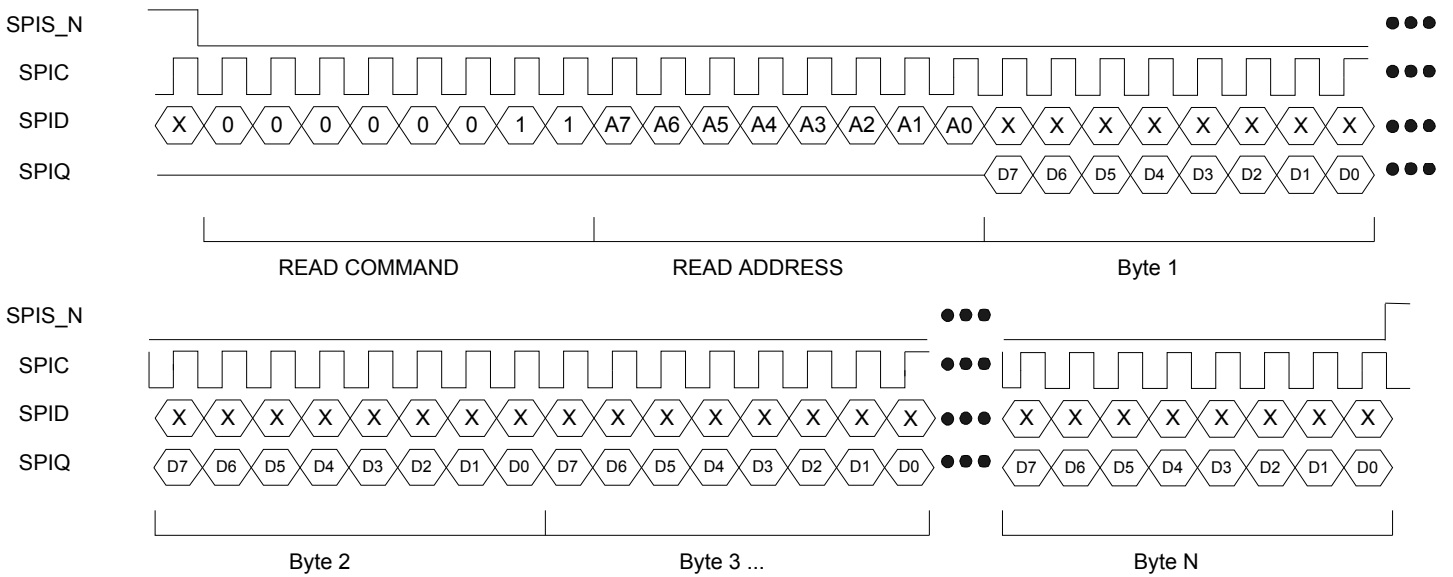 SPIS_N
SPIC
SPID X 0 0 0 0 0 0 1 1 A7 A6 A5 A4 A3 A2 A1 A0 X X X X X X X X
SPIQ D7 D6 D5 D4 D3 D2 D1 D0
READ COMMAND READ ADDRESS Byte 1
SPIS_N
SPIC
SPID X X X X X X X X X X X X X X X X X X X X X X X X
SPIQ D7 D6 D5 D4 D3 D2 D1 D0 D7 D6 D5 D4 D3 D2 D1 D0 D7 D6 D5 D4 D3 D2 D1 D0
Byte 2 Byte 3 ... Byte N